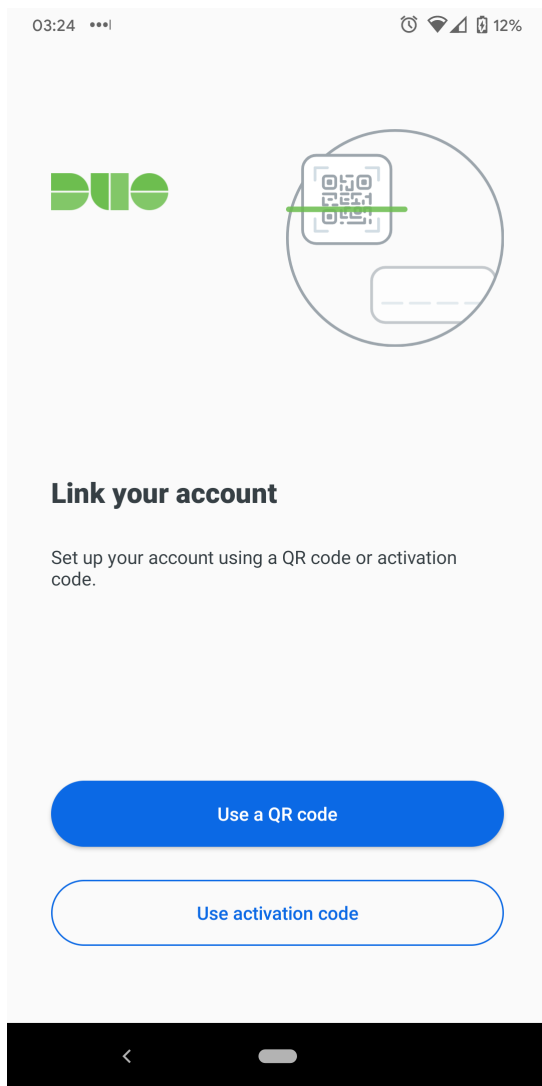 03:24
12%
DUO
Link your account
Set up your account using a QR code or activation
code.
Use a QR code
Use activation code